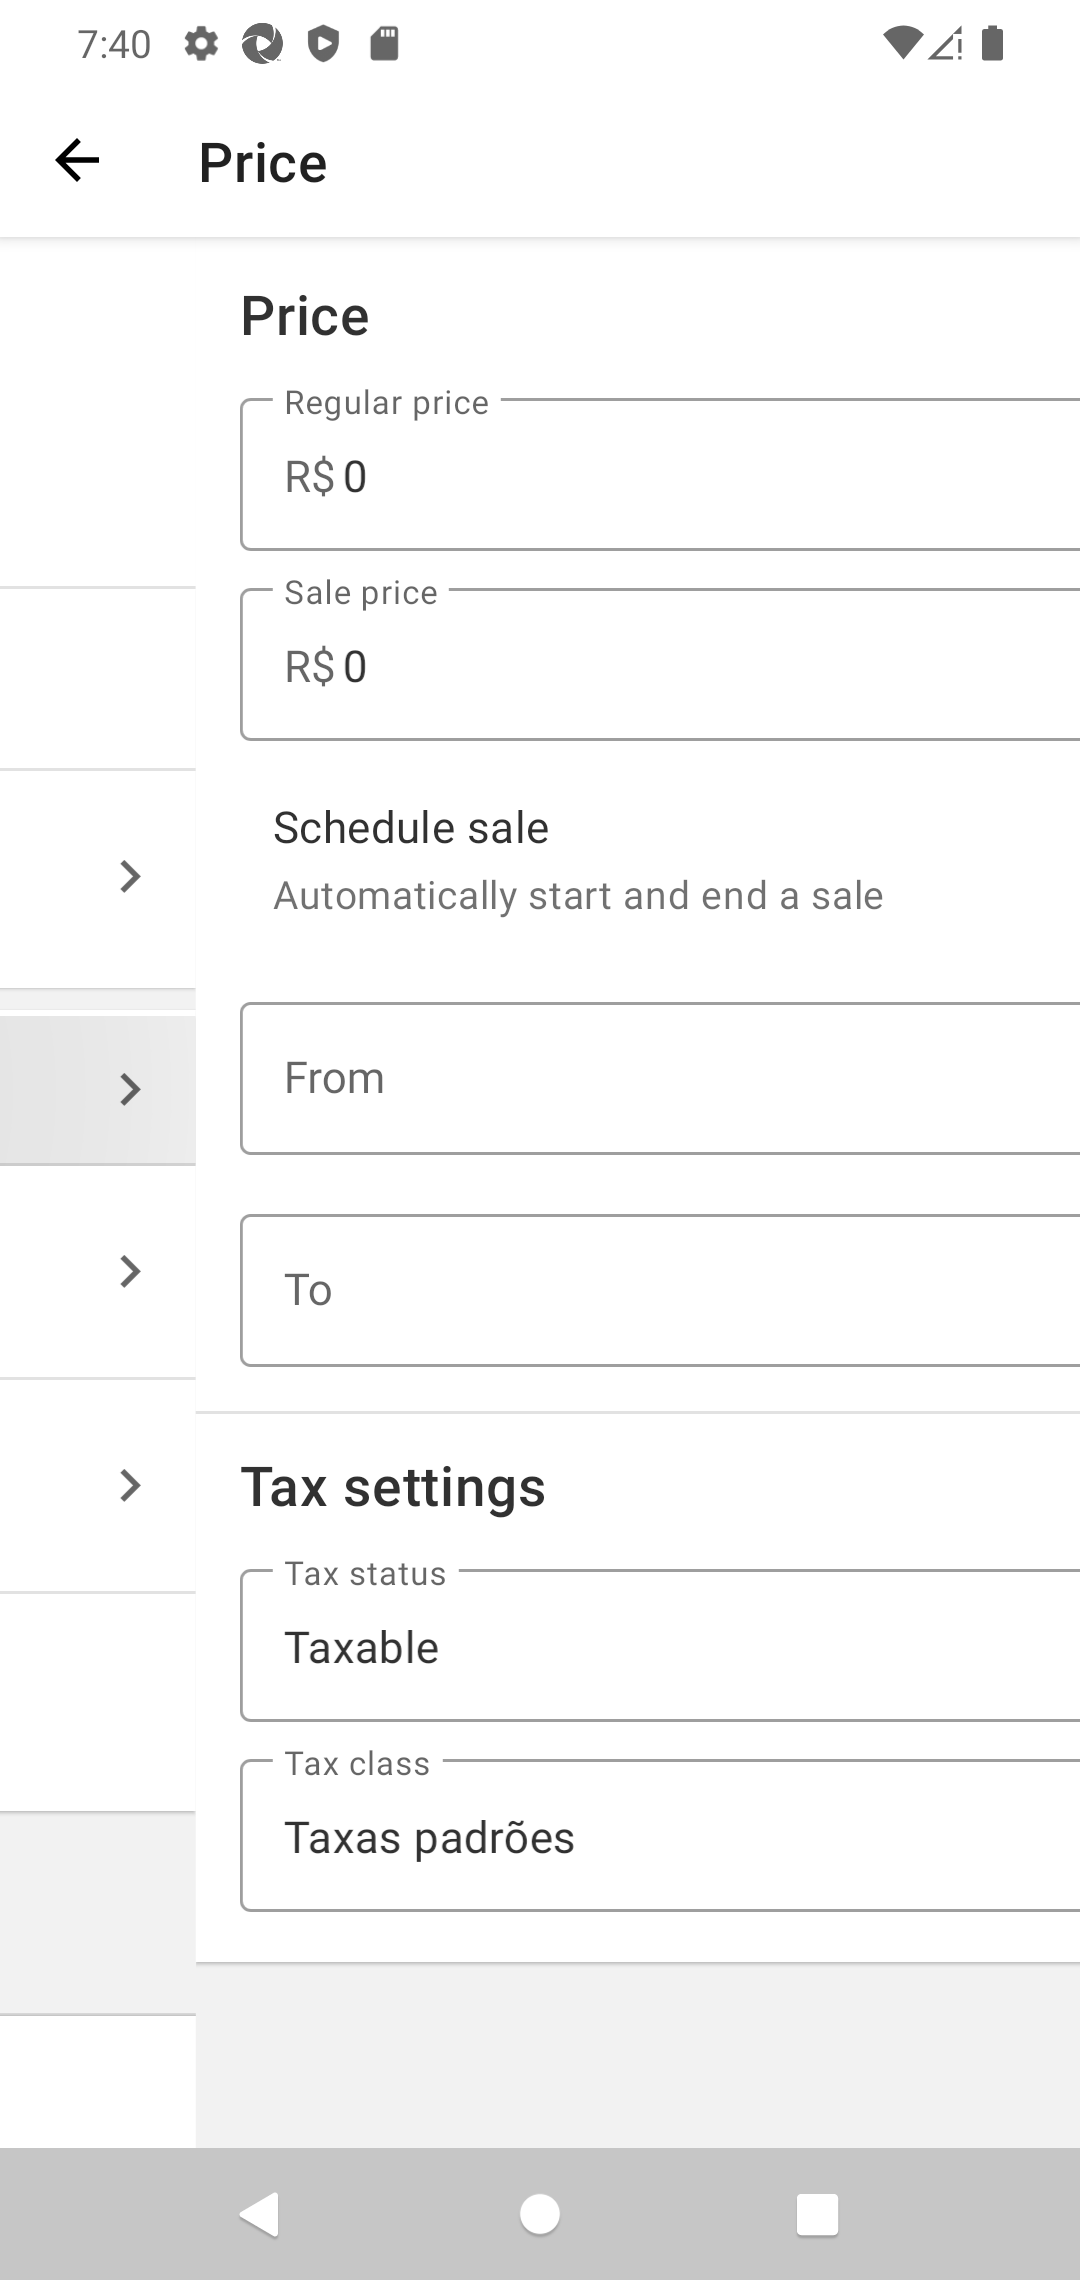 7:40
Price
Price
Regular price
R$ 0
Sale price
R$ 0
Schedule sale
Automatically start and end a sale
From
To
Tax settings
Tax status
Taxable
Tax class
Taxas padrões